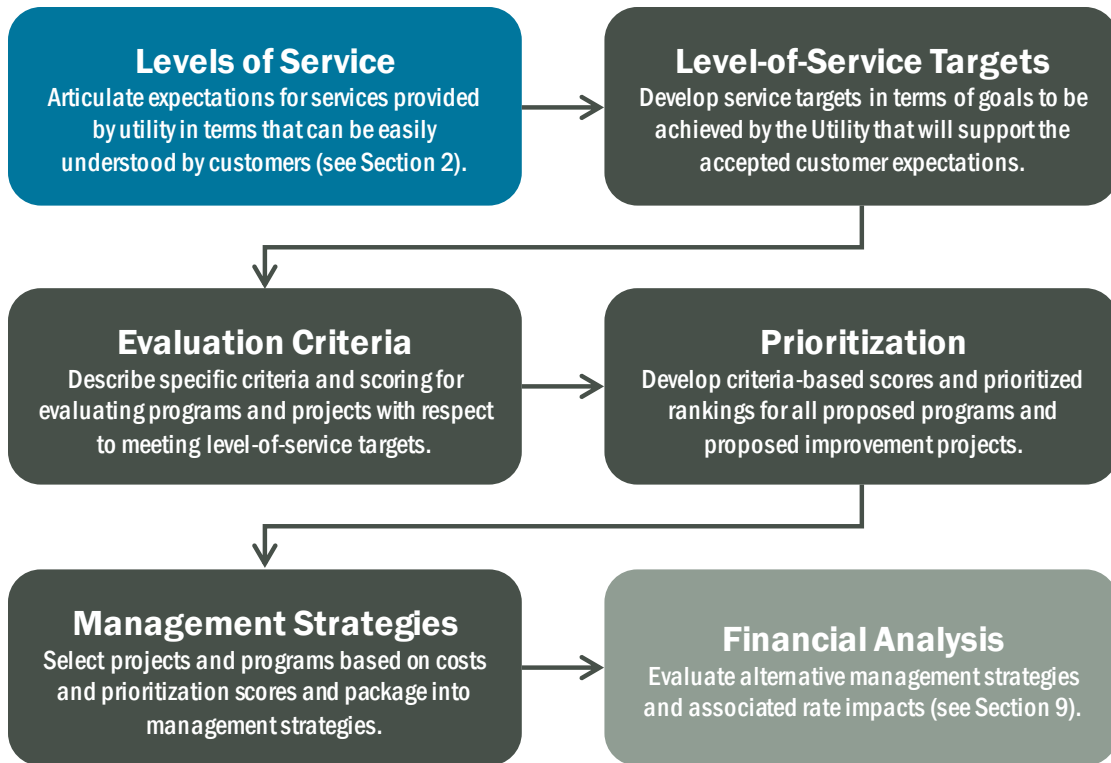 Levels of Service
Articulate expectations for services provided
by utility in terms that can be easily
understood by customers (see Section 2).
Level-of-Service Targets
Develop service targets in terms of goals to be
achieved by the Utility that will support the
accepted customer expectations.
Evaluation Criteria
Describe specific criteria and scoring for
evaluating programs and projects with respect
to meeting level-of-service targets.
Prioritization
Develop criteria-based scores and prioritized
rankings for all proposed programs and
proposed improvement projects.
Management Strategies
Select projects and programs based on costs
and prioritization scores and package into
management strategies.
Financial Analysis
Evaluate alternative management strategies
and associated rate impacts (see Section 9).